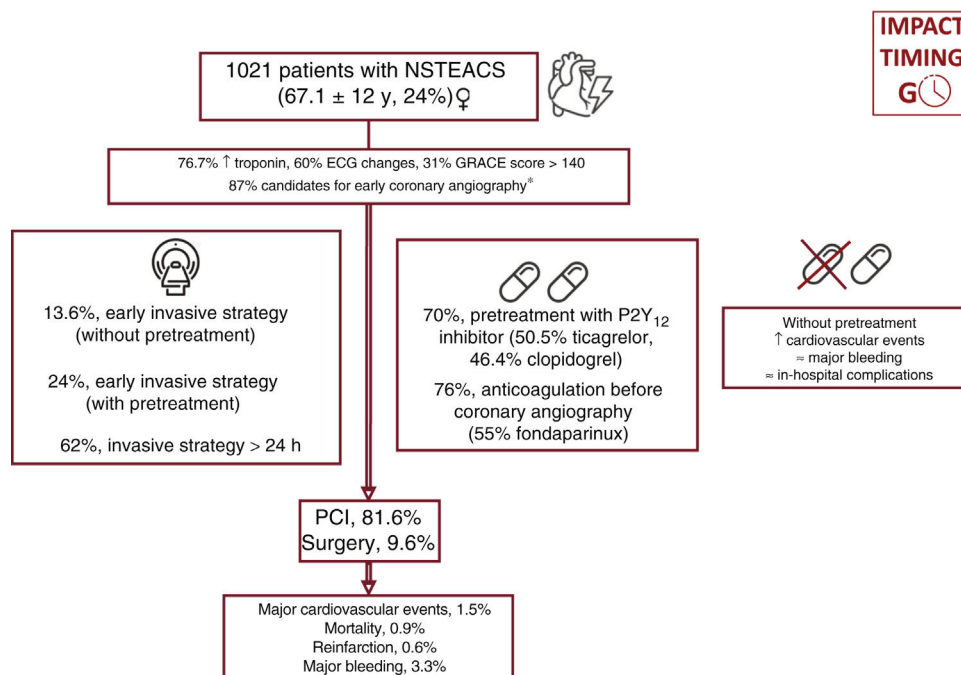 IMPACT
TIMING
GO
1021 patients with NSTEACS
(67.1 ± 12 y, 24%)♀
76.7% ↑ troponin, 60% ECG changes, 31% GRACE score > 140
87% candidates for early coronary angiography*
13.6%, early invasive strategy
(without pretreatment)
24%, early invasive strategy
(with pretreatment)
62%, invasive strategy > 24 h
70%, pretreatment with P2Y₁₂
inhibitor (50.5% ticagrelor,
46.4% clopidogrel)
76%, anticoagulation before
coronary angiography
(55% fondaparinux)
Without pretreatment
↑ cardiovascular events
≈ major bleeding
≈ in-hospital complications
PCI, 81.6%
Surgery, 9.6%
Major cardiovascular events, 1.5%
Mortality, 0.9%
Reinfarction, 0.6%
Major bleeding, 3.3%